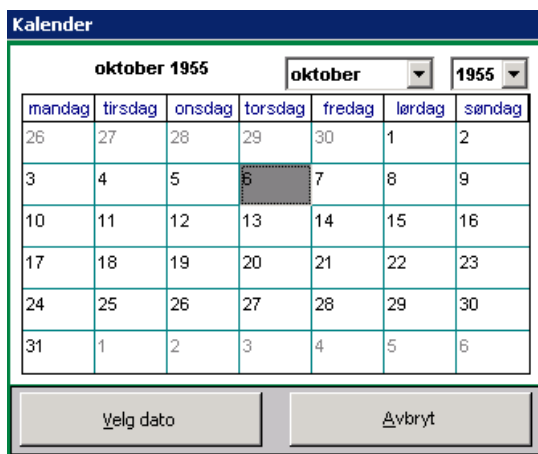 Kalender
oktober 1955 oktober 1955
mandag tirsdag onsdag torsdag fredag lørdag søndag
26 27 28 29 30 1 2
3 4 5 6 7 8 9
10 11 12 13 14 15 16
17 18 19 20 21 22 23
24 25 26 27 28 29 30
31 1 2 3 4 5 6
Velg dato Avbryt